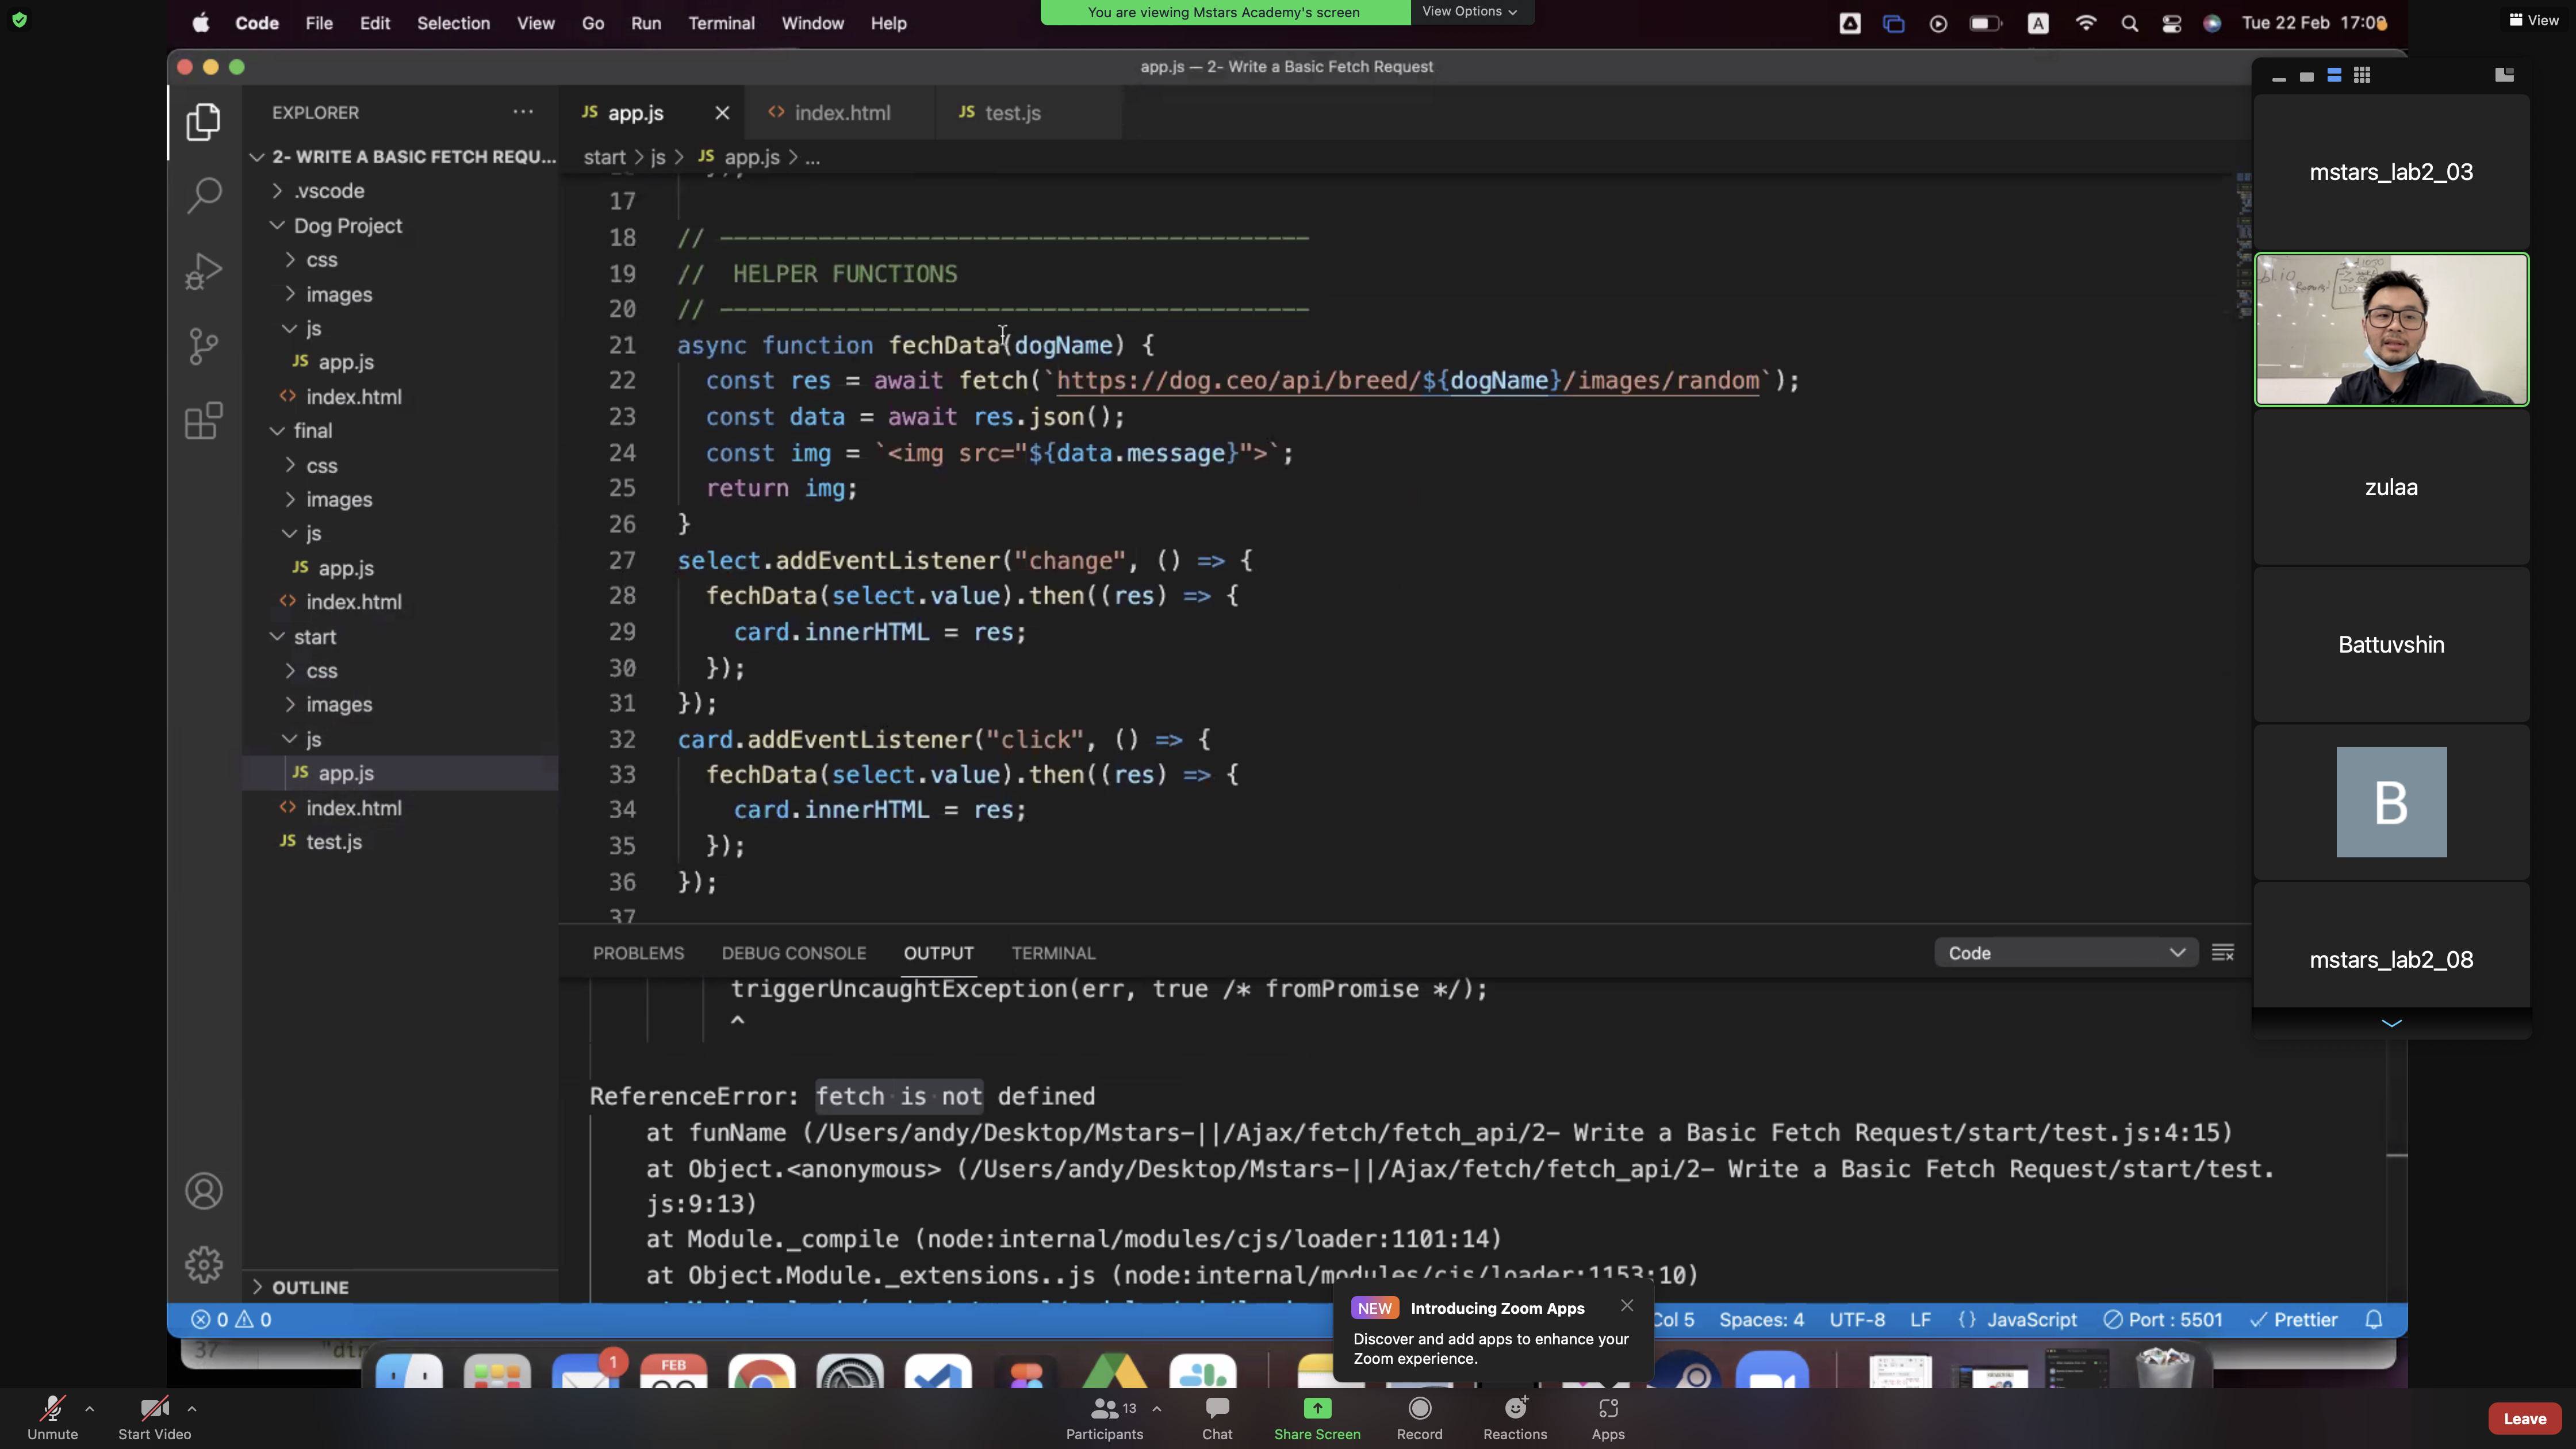 Code File Edit Selection View Go Run Terminal Window Help
You are viewing Mstars Academy's screen
View Options
A
Tue 22 Feb 17:08
View
app.js — 2- Write a Basic Fetch Request
EXPLORER
2- WRITE A BASIC FETCH REQU...
.vscode
Dog Project
css
images
js
JS app.js
<> index.html
final
css
images
js
JS app.js
<> index.html
start
css
images
js
JS app.js
<> index.html
JS test.js
OUTLINE
JS app.js
<> index.html
JS test.js
start > js > JS app.js > ...
17
18 // ------------------------------------------
19 //  HELPER FUNCTIONS
20 // ------------------------------------------
21 async function fechData(dogName) {
22   const res = await fetch(`https://dog.ceo/api/breed/${dogName}/images/random`);
23   const data = await res.json();
24   const img = `<img src="${data.message}">`;
25   return img;
26 }
27 select.addEventListener("change", () => {
28   fechData(select.value).then((res) => {
29     card.innerHTML = res;
30   });
31 });
32 card.addEventListener("click", () => {
33   fechData(select.value).then((res) => {
34     card.innerHTML = res;
35   });
36 });
37
PROBLEMS DEBUG CONSOLE OUTPUT TERMINAL
Code
triggerUncaughtException(err, true /* fromPromise */);
^
ReferenceError: fetch is not defined
at funName (/Users/andy/Desktop/Mstars-||/Ajax/fetch/fetch_api/2- Write a Basic Fetch Request/start/test.js:4:15)
at Object.<anonymous> (/Users/andy/Desktop/Mstars-||/Ajax/fetch/fetch_api/2- Write a Basic Fetch Request/start/test.
js:9:13)
at Module._compile (node:internal/modules/cjs/loader:1101:14)
at Object.Module._extensions..js (node:internal/modules/cjs/loader:1153:10)
0 0
Col 5 Spaces: 4 UTF-8 LF {} JavaScript Port : 5501 Prettier
NEW Introducing Zoom Apps
Discover and add apps to enhance your
Zoom experience.
37 "din
1
FEB
mstars_lab2_03
zulaa
Battuvshin
B
mstars_lab2_08
Unmute
Start Video
13
Participants
Chat
Share Screen
Record
Reactions
Apps
Leave